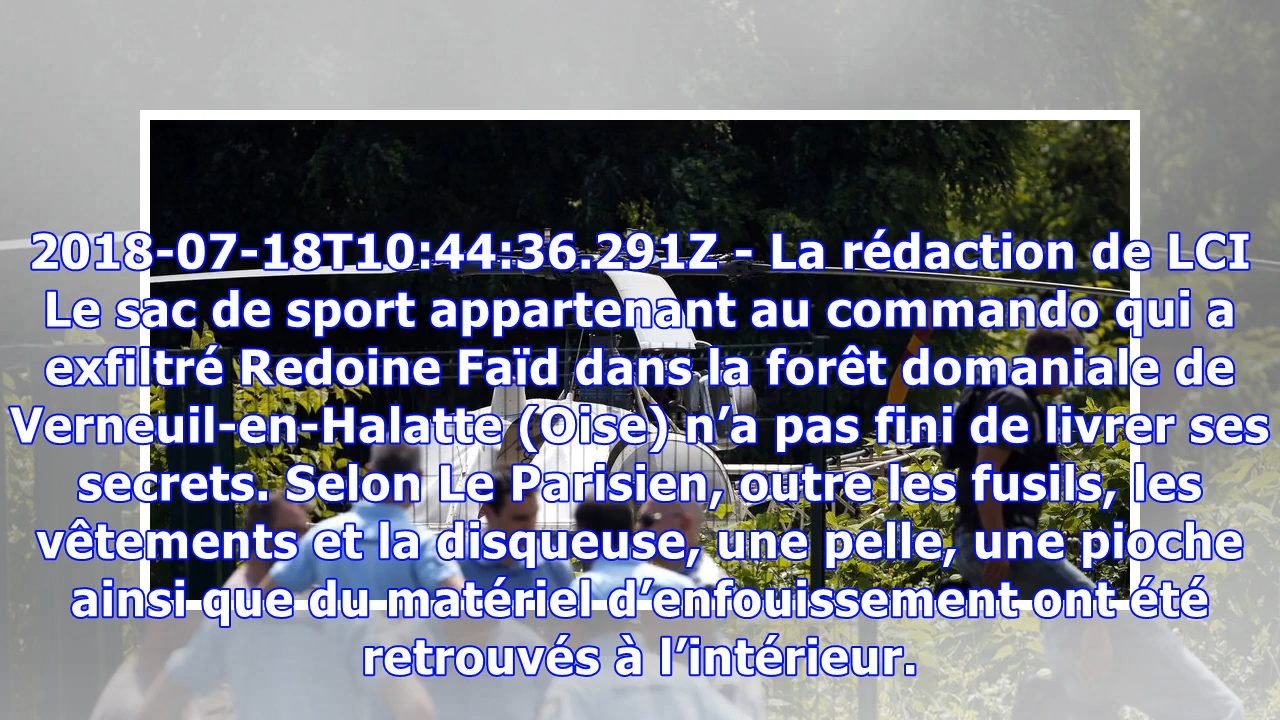 2018-07-18T10:44:36.291Z - La rédaction de LCI
Le sac de sport appartenant au commando qui a
exfiltré Redoine Faïd dans la forêt domaniale de
Verneuil-en-Halatte (Oise) n’a pas fini de livrer ses
secrets. Selon Le Parisien, outre les fusils, les
vêtements et la disqueuse, une pelle, une pioche
ainsi que du matériel d’enfouissement ont été
retrouvés à l’intérieur.